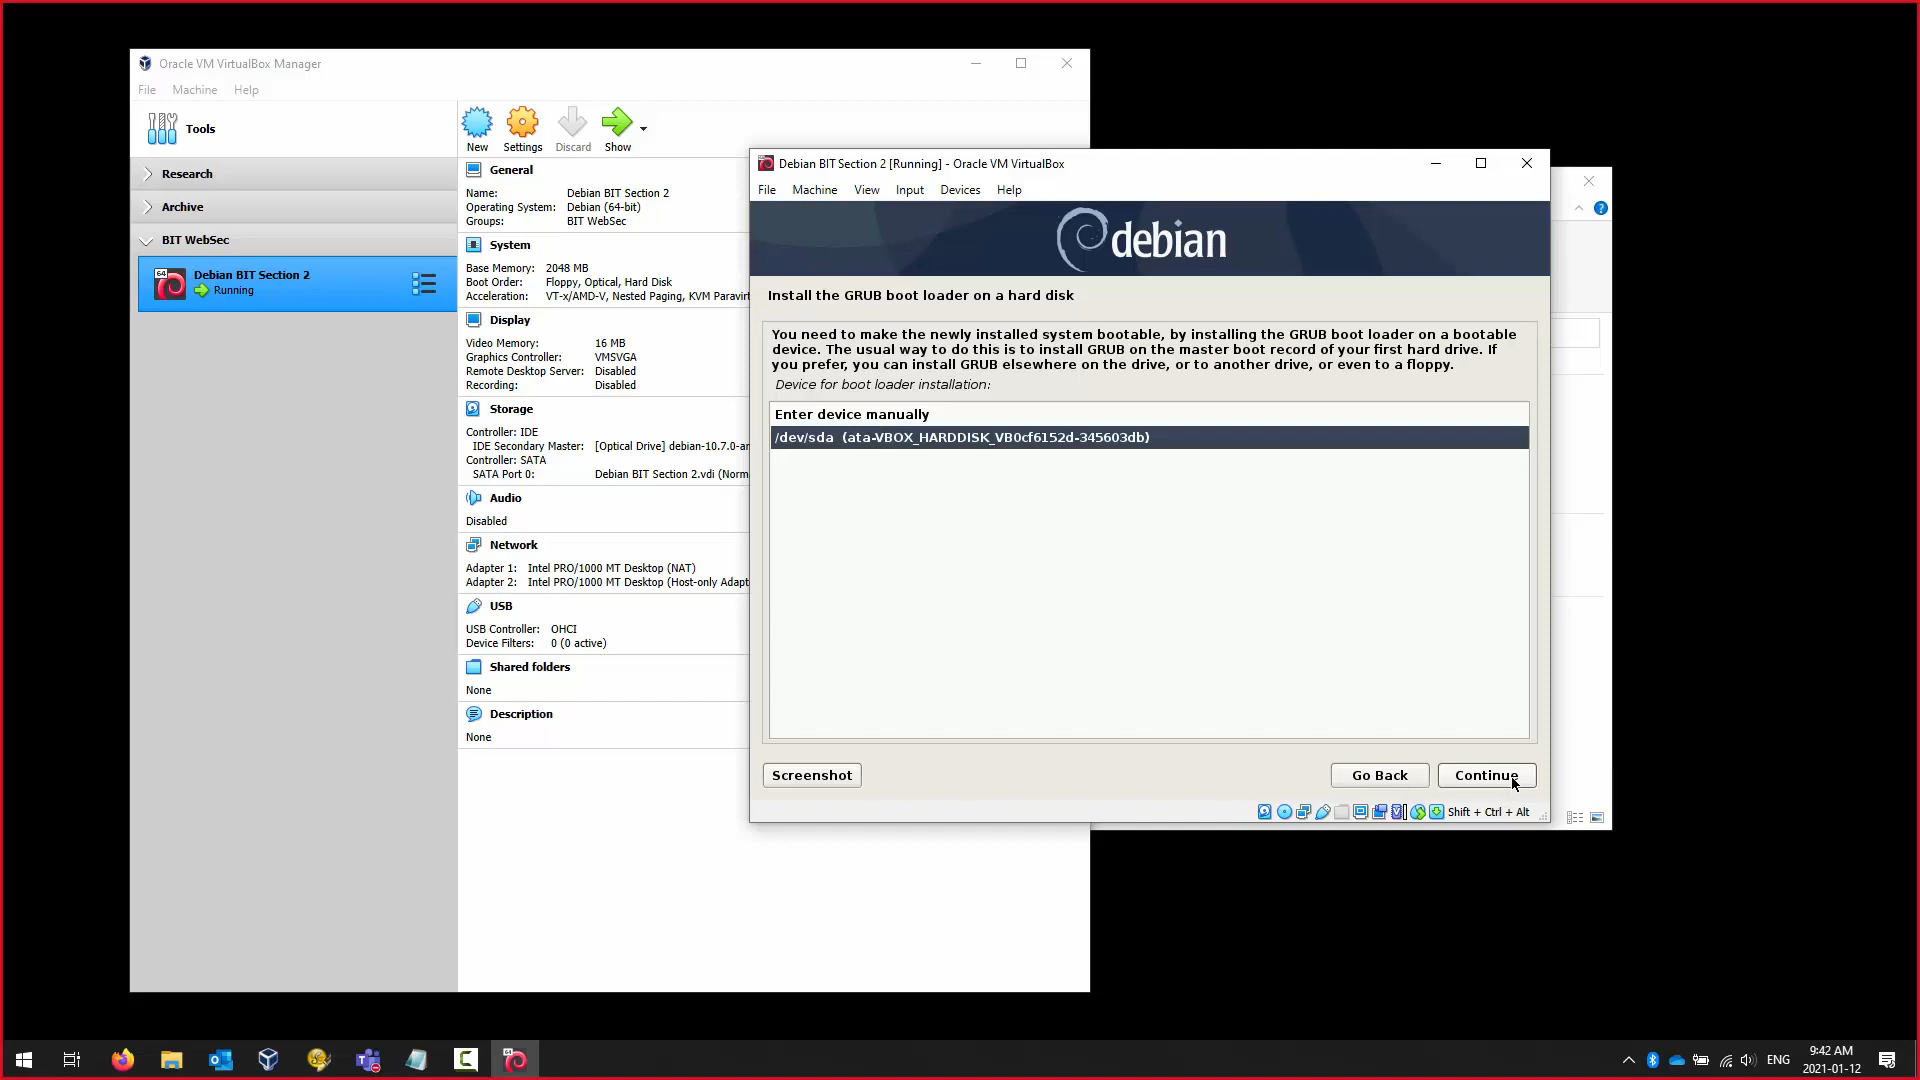 Oracle VM VirtualBox Manager
File Machine Help
Tools
Research
Archive
BIT WebSec
64
Debian BIT Section 2
Running
New Settings Discard Show
General
Name: Debian BIT Section 2
Operating System: Debian (64-bit)
Groups: BIT WebSec
System
Base Memory: 2048 MB
Boot Order: Floppy, Optical, Hard Disk
Acceleration: VT-x/AMD-V, Nested Paging, KVM Paravirt
Display
Video Memory: 16 MB
Graphics Controller: VMSVGA
Remote Desktop Server: Disabled
Recording: Disabled
Storage
Controller: IDE
IDE Secondary Master: [Optical Drive] debian-10.7.0-ar
Controller: SATA
SATA Port 0: Debian BIT Section 2.vdi (Norm
Audio
Disabled
Network
Adapter 1: Intel PRO/1000 MT Desktop (NAT)
Adapter 2: Intel PRO/1000 MT Desktop (Host-only Adapt
USB
USB Controller: OHCI
Device Filters: 0 (0 active)
Shared folders
None
Description
None
Debian BIT Section 2 [Running] - Oracle VM VirtualBox
File Machine View Input Devices Help
debian
Install the GRUB boot loader on a hard disk
You need to make the newly installed system bootable, by installing the GRUB boot loader on a bootable
device. The usual way to do this is to install GRUB on the master boot record of your first hard drive. If
you prefer, you can install GRUB elsewhere on the drive, or to another drive, or even to a floppy.
Device for boot loader installation:
Enter device manually
/dev/sda (ata-VBOX_HARDDISK_VB0cf6152d-345603db)
Screenshot Go Back Continue
Shift + Ctrl + Alt
ENG
9:42 AM
2021-01-12